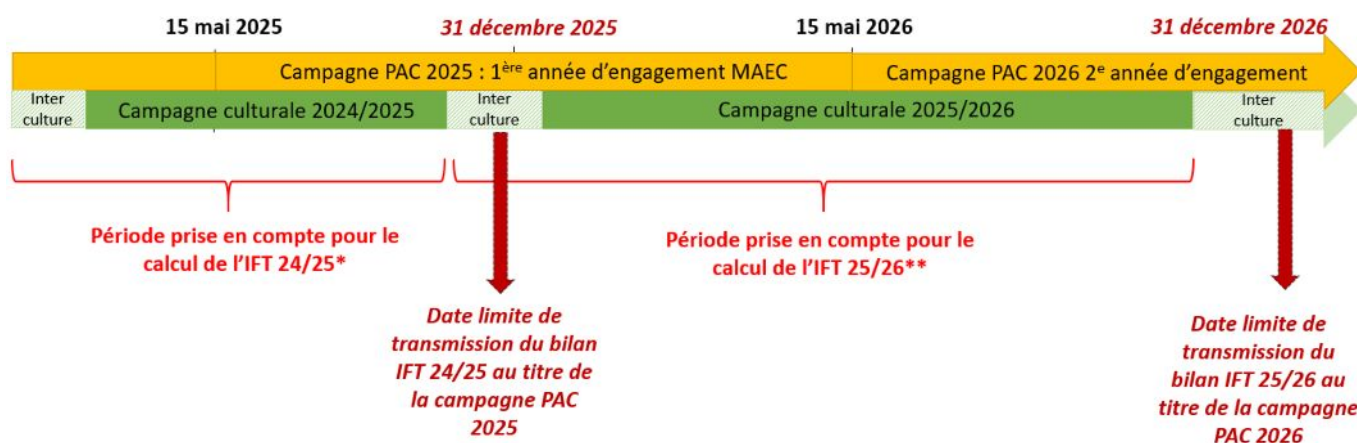 15 mai 2025
31 décembre 2025
15 mai 2026
31 décembre 2026
Campagne PAC 2025 : 1ère année d’engagement MAEC
Campagne PAC 2026 2e année d’engagement
Inter
culture
Campagne culturale 2024/2025
Inter
culture
Campagne culturale 2025/2026
Inter
culture
Période prise en compte pour le
calcul de l’IFT 24/25*
Période prise en compte pour le
calcul de l’IFT 25/26**
Date limite de
transmission du bilan
IFT 24/25 au titre de
la campagne PAC
2025
Date limite de
transmission du
bilan IFT 25/26 au
titre de la campagne
PAC 2026